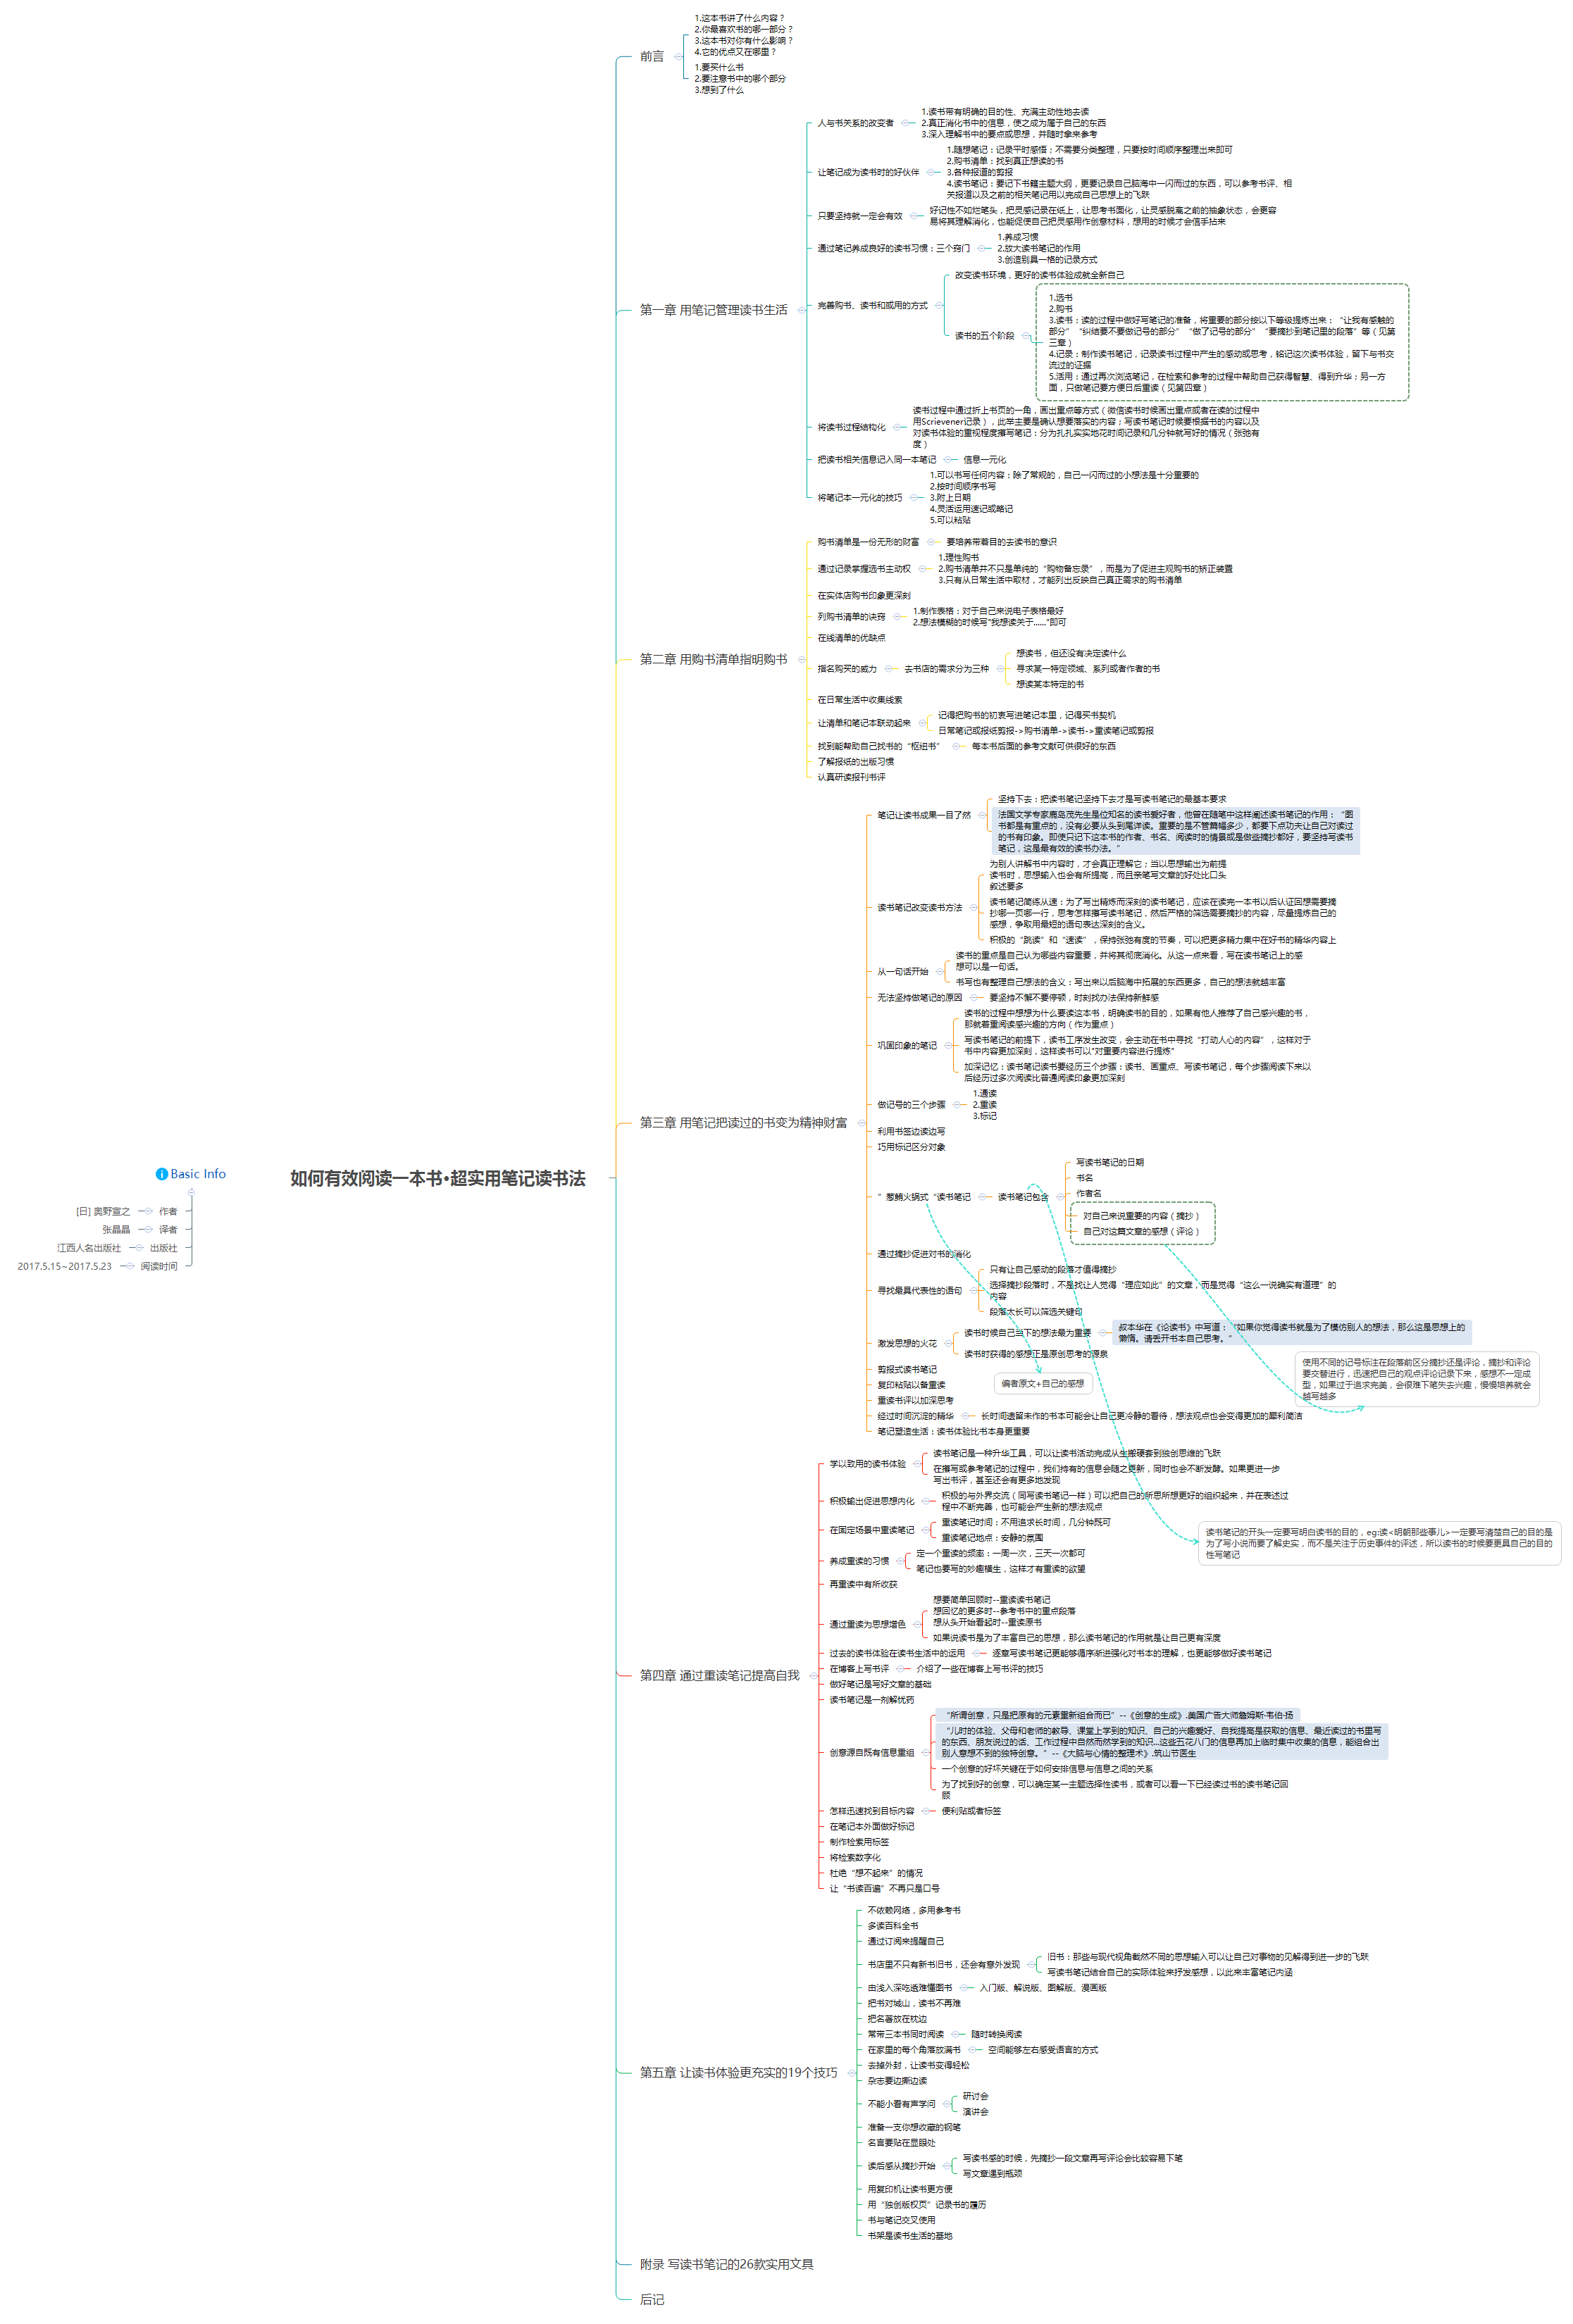 如何有效阅读一本书•超实用笔记读书法
Basic Info
[日] 奥野宣之
作者
张晶晶
译者
江西人名出版社
出版社
2017.5.15~2017.5.23
阅读时间
前言
1.这本书讲了什么内容？
2.你最喜欢书的哪一部分？
3.这本书对你有什么影响？
4.它的优点又在哪里？
1.要买什么书
2.要注意书中的哪个部分
3.想到了什么
第一章 用笔记管理读书生活
人与书关系的改变者
1.读书带有明确的目的性、充满主动性地去读
2.真正消化书中的信息，使之成为属于自己的东西
3.深入理解书中的要点或思想，并随时拿来参考
让笔记成为读书时的好伙伴
1.随想笔记：记录平时感悟；不需要分类整理，只要按时间顺序整理出来即可
2.购书清单：找到真正想读的书
3.各种报道的剪报
4.读书笔记：要记下书籍主题大纲，更要记录自己脑海中一闪而过的东西，可以参考书评、相
关报道以及之前的相关笔记用以完成自己思想上的飞跃
只要坚持就一定会有效
好记性不如烂笔头，把灵感记录在纸上，让思考书面化，让灵感脱离之前的抽象状态，会更容
易将其理解消化，也能促使自己把灵感用作创意材料，想用的时候才会信手拈来
通过笔记养成良好的读书习惯：三个窍门
1.养成习惯
2.放大读书笔记的作用
3.创造别具一格的记录方式
完善购书、读书和或用的方式
改变读书环境，更好的读书体验成就全新自己
读书的五个阶段
1.选书
2.购书
3.读书：读的过程中做好写笔记的准备，将重要的部分按以下等级提炼出来：“让我有感触的
部分” “纠结要不要做记号的部分” “做了记号的部分” “要摘抄到笔记里的段落”等（见第
三章）
4.记录：制作读书笔记，记录读书过程中产生的感动或思考，铭记这次读书体验，留下与书交
流过的证据
5.活用：通过再次浏览笔记，在检索和参考的过程中帮助自己获得智慧、得到升华；另一方
面，只做笔记要方便日后重读（见第四章）
将读书过程结构化
读书过程中通过折上书页的一角，画出重点等方式（微信读书时候画出重点或者在读的过程中
用Scrievener记录），此举主要是确认想要落实的内容；写读书笔记时候要根据书的内容以及
对读书体验的重视程度撰写笔记：分为扎扎实实地花时间记录和几分钟就写好的情况（张弛有
度）
把读书相关信息记入同一本笔记
信息一元化
将笔记本一元化的技巧
1.可以书写任何内容：除了常规的，自己一闪而过的小想法是十分重要的
2.按时间顺序书写
3.附上日期
4.灵活运用速记或略记
5.可以粘贴
第二章 用购书清单指明购书
购书清单是一份无形的财富
要培养带着目的去读书的意识
通过记录掌握选书主动权
1.理性购书
2.购书清单并不只是单纯的“购物备忘录”，而是为了促进主观购书的矫正装置
3.只有从日常生活中取材，才能列出反映自己真正需求的购书清单
在实体店购书印象更深刻
列购书清单的诀窍
1.制作表格：对于自己来说电子表格最好
2.想法模糊的时候写"我想读关于......"即可
在线清单的优缺点
指名购买的威力
去书店的需求分为三种
想读书，但还没有决定读什么
寻求某一特定领域、系列或者作者的书
想读某本特定的书
在日常生活中收集线索
让清单和笔记本联动起来
记得把购书的初衷写进笔记本里，记得买书契机
日常笔记或报纸剪报->购书清单->读书->重读笔记或剪报
找到能帮助自己找书的“枢纽书”
每本书后面的参考文献可供很好的东西
了解报纸的出版习惯
认真研读报刊书评
第三章 用笔记把读过的书变为精神财富
笔记让读书成果一目了然
坚持下去：把读书笔记坚持下去才是写读书笔记的最基本要求
法国文学专家鹿岛茂先生是位知名的读书爱好者，他曾在随笔中这样阐述读书笔记的作用：“图
书都是有重点的，没有必要从头到尾详读。重要的是不管篇幅多少，都要下点功夫让自己对读过
的书有印象。即使只记下这本书的作者、书名、阅读时的情景或是做些摘抄都好，要坚持写读书
笔记，这是最有效的读书办法。”
读书笔记改变读书方法
为别人讲解书中内容时，才会真正理解它；当以思想输出为前提
读书时，思想输入也会有所提高，而且亲笔写文章的好处比口头
叙述要多
读书笔记简练从速：为了写出精炼而深刻的读书笔记，应该在读完一本书以后认证回想需要摘
抄哪一页哪一行，思考怎样撰写读书笔记，然后严格的筛选需要摘抄的内容，尽量提炼自己的
感想，争取用最短的语句表达深刻的含义。
积极的“跳读”和“速读”，保持张弛有度的节奏，可以把更多精力集中在好书的精华内容上
从一句话开始
读书的重点是自己认为哪些内容重要，并将其彻底消化。从这一点来看，写在读书笔记上的感
想可以是一句话。
书写也有整理自己想法的含义：写出来以后脑海中拓展的东西更多，自己的想法就越丰富
无法坚持做笔记的原因
要坚持不懈不要停顿，时刻找办法保持新鲜感
巩固印象的笔记
读书的过程中想想为什么要读这本书，明确读书的目的，如果有他人推荐了自己感兴趣的书，
那就着重阅读感兴趣的方向（作为重点）
写读书笔记的前提下，读书工序发生改变，会主动在书中寻找“打动人心的内容”，这样对于
书中内容更加深刻，这样读书可以“对重要内容进行提炼”
加深记忆：读书笔记读书要经历三个步骤：读书、画重点、写读书笔记，每个步骤阅读下来以
后经历过多次阅读比普通阅读印象更加深刻
做记号的三个步骤
1.通读
2.重读
3.标记
利用书签边读边写
巧用标记区分对象
”葱鲔火锅式“读书笔记
读书笔记包含
写读书笔记的日期
书名
作者名
对自己来说重要的内容（摘抄）
自己对这篇文章的感想（评论）
通过摘抄促进对书的消化
寻找最具代表性的语句
只有让自己感动的段落才值得摘抄
选择摘抄段落时，不是找让人觉得“理应如此”的文章，而是觉得“这么一说确实有道理”的
内容
段落太长可以筛选关键句
激发思想的火花
读书时候自己当下的想法最为重要
叔本华在《论读书》中写道：“如果你觉得读书就是为了模仿别人的想法，那么这是思想上的
懒惰。请丢开书本自己思考。”
读书时获得的感想正是原创思考的源泉
剪报式读书笔记
复印粘贴以备重读
重读书评以加深思考
经过时间沉淀的精华
长时间遗留未作的书本可能会让自己更冷静的看待，想法观点也会变得更加的犀利简洁
笔记塑造生活：读书体验比书本身更重要
编者原文+自己的感想
使用不同的记号标注在段落前区分摘抄还是评论，摘抄和评论
要交替进行，迅速把自己的观点评论记录下来，感想不一定成
型，如果过于追求完美，会很难下笔失去兴趣，慢慢培养就会
越写越多
读书笔记的开头一定要写明白读书的目的，eg:读<明朝那些事儿>一定要写清楚自己的目的是
为了写小说而要了解史实，而不是关注于历史事件的评述，所以读书的时候要更具自己的目的
性写笔记
第四章 通过重读笔记提高自我
学以致用的读书体验
读书笔记是一种升华工具，可以让读书活动完成从生搬硬套到独创思维的飞跃
在撰写或参考笔记的过程中，我们持有的信息会随之更新，同时也会不断发酵。如果更进一步
写出书评，甚至还会有更多地发现
积极输出促进思想内化
积极的与外界交流（同写读书笔记一样）可以把自己的所思所想更好的组织起来，并在表述过
程中不断完善，也可能会产生新的想法观点
在固定场景中重读笔记
重读笔记时间：不用追求长时间，几分钟既可
重读笔记地点：安静的氛围
养成重读的习惯
定一个重读的频率：一周一次，三天一次都可
笔记也要写的妙趣横生，这样才有重读的欲望
再重读中有所收获
通过重读为思想增色
想要简单回顾时--重读读书笔记
想回忆的更多时--参考书中的重点段落
想从头开始看起时--重读原书
如果说读书是为了丰富自己的思想，那么读书笔记的作用就是让自己更有深度
过去的读书体验在读书生活中的运用
逐章写读书笔记更能够循序渐进强化对书本的理解，也更能够做好读书笔记
在博客上写书评
介绍了一些在博客上写书评的技巧
做好笔记是写好文章的基础
读书笔记是一剂解忧药
创意源自既有信息重组
“所谓创意，只是把原有的元素重新组合而已”--《创意的生成》.美国广告大师詹姆斯·韦伯·扬
“儿时的体验、父母和老师的教导、课堂上学到的知识、自己的兴趣爱好、自我提高是获取的信息、最近读过的书里写
的东西、朋友说过的话、工作过程中自然而然学到的知识...这些五花八门的信息再加上临时集中收集的信息，能组合出
别人意想不到的独特创意。”--《大脑与心情的整理术》.筑山节医生
一个创意的好坏关键在于如何安排信息与信息之间的关系
为了找到好的创意，可以确定某一主题选择性读书，或者可以看一下已经读过书的读书笔记回
顾
怎样迅速找到目标内容
便利贴或者标签
在笔记本外面做好标记
制作检索用标签
将检索数字化
杜绝“想不起来”的情况
让“书读百遍”不再只是口号
第五章 让读书体验更充实的19个技巧
不依赖网络，多用参考书
多读百科全书
通过订阅来提醒自己
书店里不只有新书旧书，还会有意外发现
旧书：那些与现代视角截然不同的思想输入可以让自己对事物的见解得到进一步的飞跃
写读书笔记结合自己的实际体验来抒发感想，以此来丰富笔记内涵
由浅入深吃透难懂图书
入门版、解说版、图解版、漫画版
把书对城山，读书不再难
把名著放在枕边
常带三本书同时阅读
随时转换阅读
在家里的每个角落放满书
空间能够左右感受语言的方式
去掉外封，让读书变得轻松
杂志要边撕边读
不能小看有声学问
研讨会
演讲会
准备一支你想收藏的钢笔
名言要贴在显眼处
读后感从摘抄开始
写读书感的时候，先摘抄一段文章再写评论会比较容易下笔
写文章遇到瓶颈
用复印机让读书更方便
用“独创版权页”记录书的履历
书与笔记交叉使用
书架是读书生活的基地
附录 写读书笔记的26款实用文具
后记